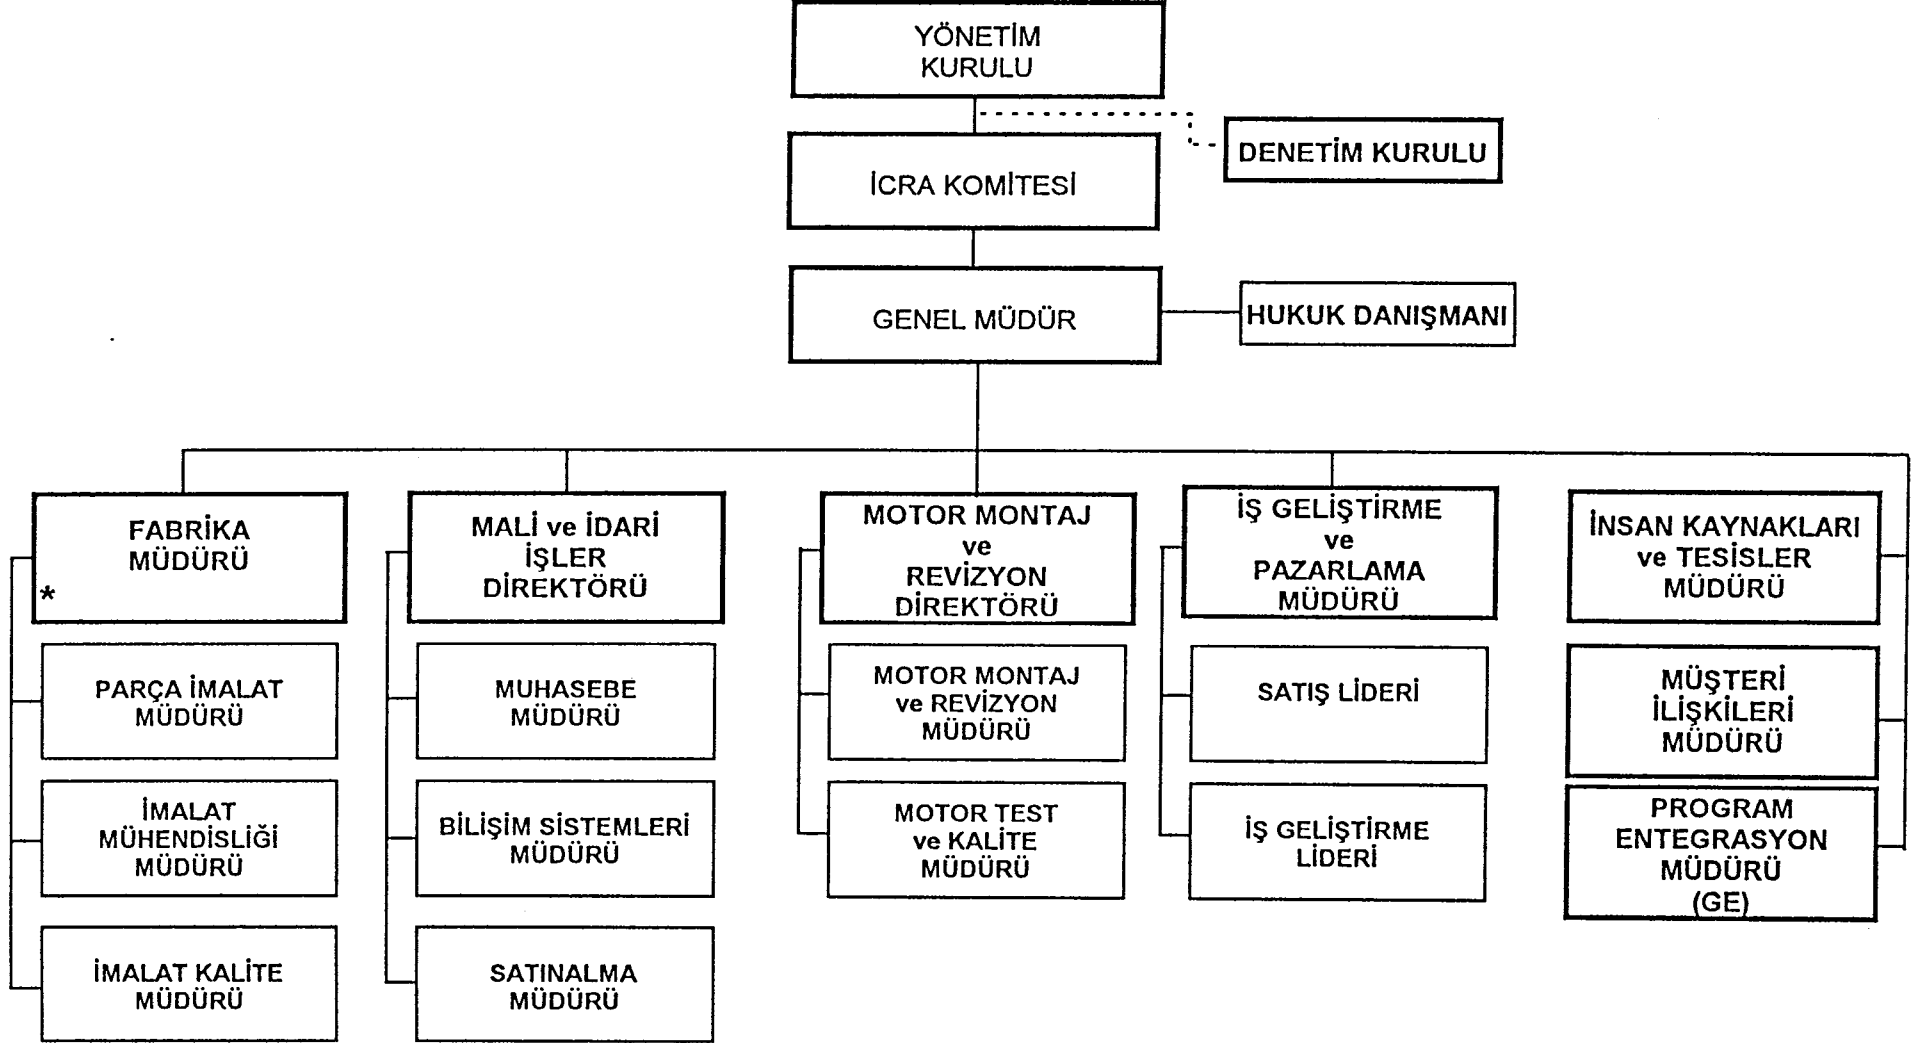 YÖNETİM
KURULU
DENETİM KURULU
İCRA KOMİTESİ
GENEL MÜDÜR
HUKUK DANIŞMANI
FABRİKA
MÜDÜRÜ
*
MALİ ve İDARİ
İŞLER
DİREKTÖRÜ
MOTOR MONTAJ
ve
REVİZYON
DİREKTÖRÜ
İŞ GELİŞTİRME
ve
PAZARLAMA
MÜDÜRÜ
İNSAN KAYNAKLARI
ve TESİSLER
MÜDÜRÜ
PARÇA İMALAT
MÜDÜRÜ
MUHASEBE
MÜDÜRÜ
MOTOR MONTAJ
ve REVİZYON
MÜDÜRÜ
SATIŞ LİDERİ
MÜŞTERİ
İLİŞKİLERİ
MÜDÜRÜ
İMALAT
MÜHENDİSLİĞİ
MÜDÜRÜ
BİLİŞİM SİSTEMLERİ
MÜDÜRÜ
MOTOR TEST
ve KALİTE
MÜDÜRÜ
İŞ GELİŞTİRME
LİDERİ
PROGRAM
ENTEGRASYON
MÜDÜRÜ
(GE)
İMALAT KALİTE
MÜDÜRÜ
SATINALMA
MÜDÜRÜ